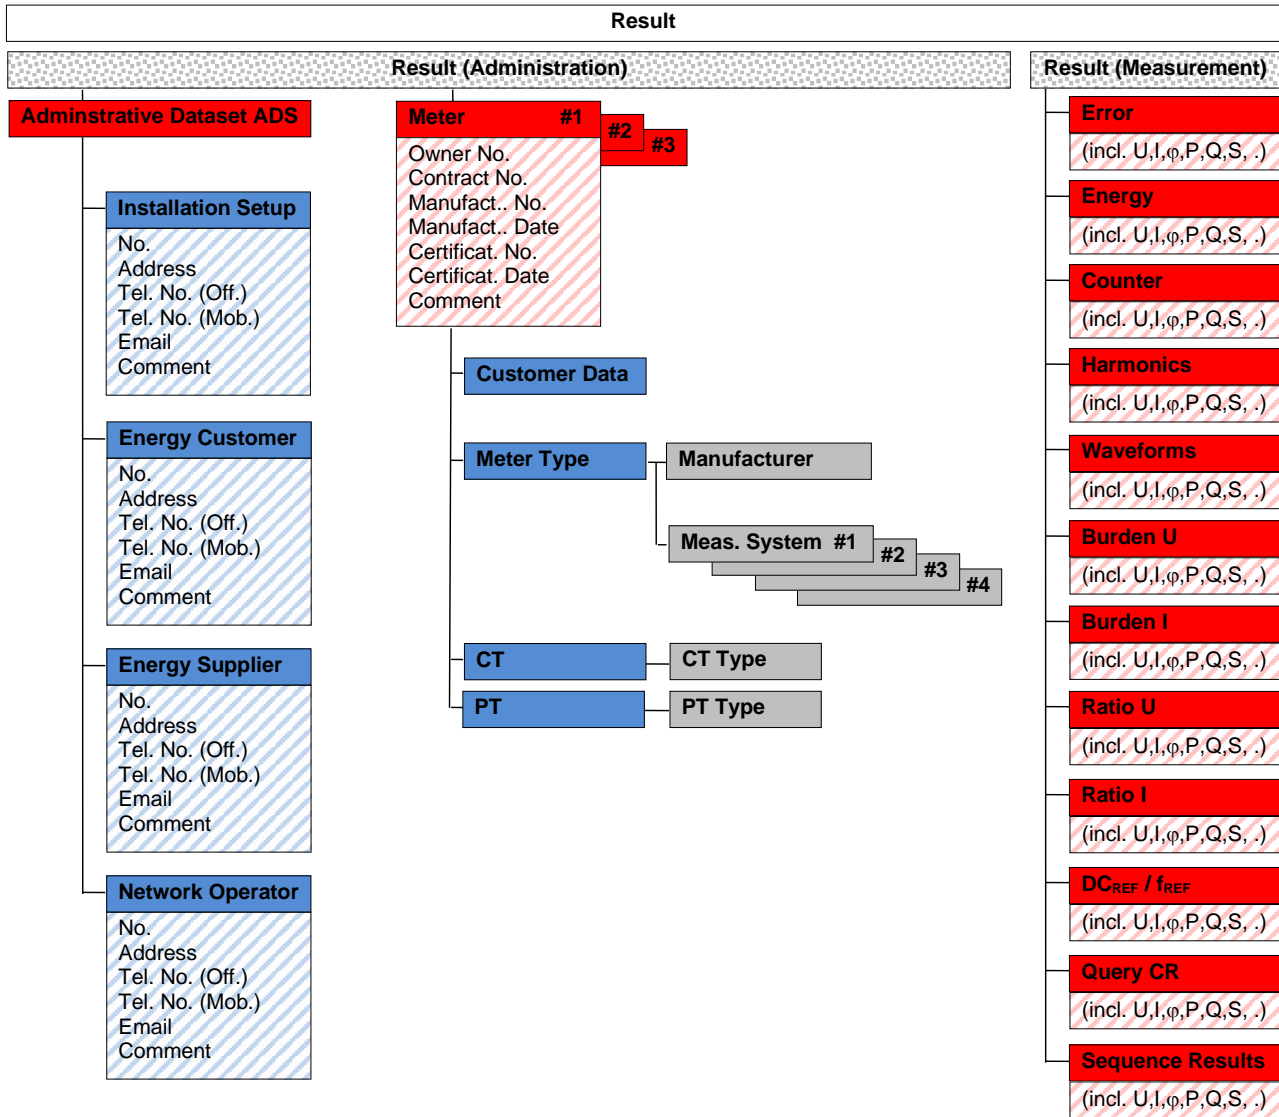 Result
Result (Administration)
Adminstrative Dataset ADS
Installation Setup
No.
Address
Tel. No. (Off.)
Tel. No. (Mob.)
Email
Comment
Energy Customer
No.
Address
Tel. No. (Off.)
Tel. No. (Mob.)
Email
Comment
Energy Supplier
No.
Address
Tel. No. (Off.)
Tel. No. (Mob.)
Email
Comment
Network Operator
No.
Address
Tel. No. (Off.)
Tel. No. (Mob.)
Email
Comment
Meter #1
#2
#3
Owner No.
Contract No.
Manufact.. No.
Manufact.. Date
Certificat. No.
Certificat. Date
Comment
Customer Data
Meter Type
Manufacturer
Meas. System #1
#2
#3
#4
CT
CT Type
PT
PT Type
Result (Measurement)
Error
(incl. U,I,φ,P,Q,S, .)
Energy
(incl. U,I,φ,P,Q,S, .)
Counter
(incl. U,I,φ,P,Q,S, .)
Harmonics
(incl. U,I,φ,P,Q,S, .)
Waveforms
(incl. U,I,φ,P,Q,S, .)
Burden U
(incl. U,I,φ,P,Q,S, .)
Burden I
(incl. U,I,φ,P,Q,S, .)
Ratio U
(incl. U,I,φ,P,Q,S, .)
Ratio I
(incl. U,I,φ,P,Q,S, .)
DCREF / fREF
(incl. U,I,φ,P,Q,S, .)
Query CR
(incl. U,I,φ,P,Q,S, .)
Sequence Results
(incl. U,I,φ,P,Q,S, .)